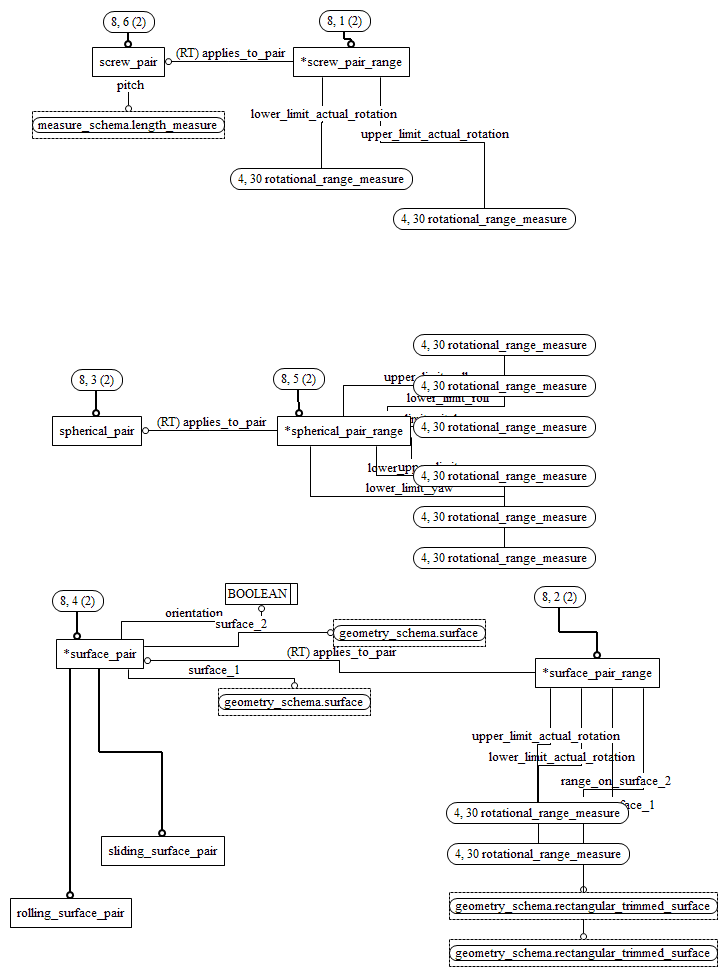 8, 6 (2)
8, 1 (2)
screw_pair
(RT) applies_to_pair
*screw_pair_range
pitch
measure_schema.length_measure
lower_limit_actual_rotation
upper_limit_actual_rotation
4, 30 rotational_range_measure
4, 30 rotational_range_measure
4, 30 rotational_range_measure
8, 3 (2)
8, 5 (2)
4, 30 rotational_range_measure
lower_limit_roll
spherical_pair
(RT) applies_to_pair
*spherical_pair_range
4, 30 rotational_range_measure
4, 30 rotational_range_measure
lower_limit_yaw
4, 30 rotational_range_measure
4, 30 rotational_range_measure
8, 4 (2)
BOOLEAN
8, 2 (2)
orientation
surface_2
geometry_schema.surface
*surface_pair
(RT) applies_to_pair
surface_1
*surface_pair_range
geometry_schema.surface
upper_limit_actual_rotation
lower_limit_actual_rotation
range_on_surface_2
4, 30 rotational_range_measure
sliding_surface_pair
4, 30 rotational_range_measure
rolling_surface_pair
geometry_schema.rectangular_trimmed_surface
geometry_schema.rectangular_trimmed_surface